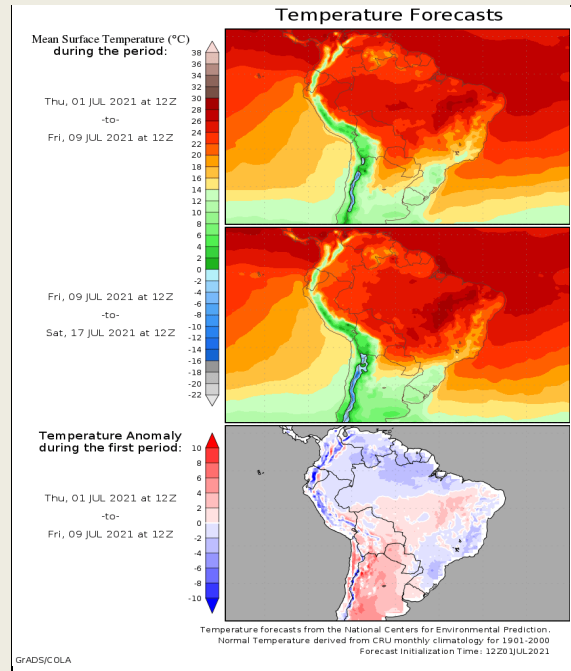 Temperature Forecasts
Mean Surface Temperature (°C)
during the period:
Thu, 01 JUL 2021 at 12Z
-to-
Fri, 09 JUL 2021 at 12Z
38
36
34
32
30
28
26
24
22
20
18
16
14
12
10
8
6
4
2
0
-2
-4
-6
-8
-10
-12
-14
-16
-18
-20
-22
Fri, 09 JUL 2021 at 12Z
-to-
Sat, 17 JUL 2021 at 12Z
Temperature Anomaly
during the first period:
Thu, 01 JUL 2021 at 12Z
-to-
Fri, 09 JUL 2021 at 12Z
10
8
6
4
2
0
-2
-4
-6
-8
-10
Temperature forecasts from the National Centers for Environmental Prediction.
Normal Temperature derived from CRU monthly climatology for 1901-2000
Forecast Initialization Time: 12Z01JUL2021
GrADS/COLA